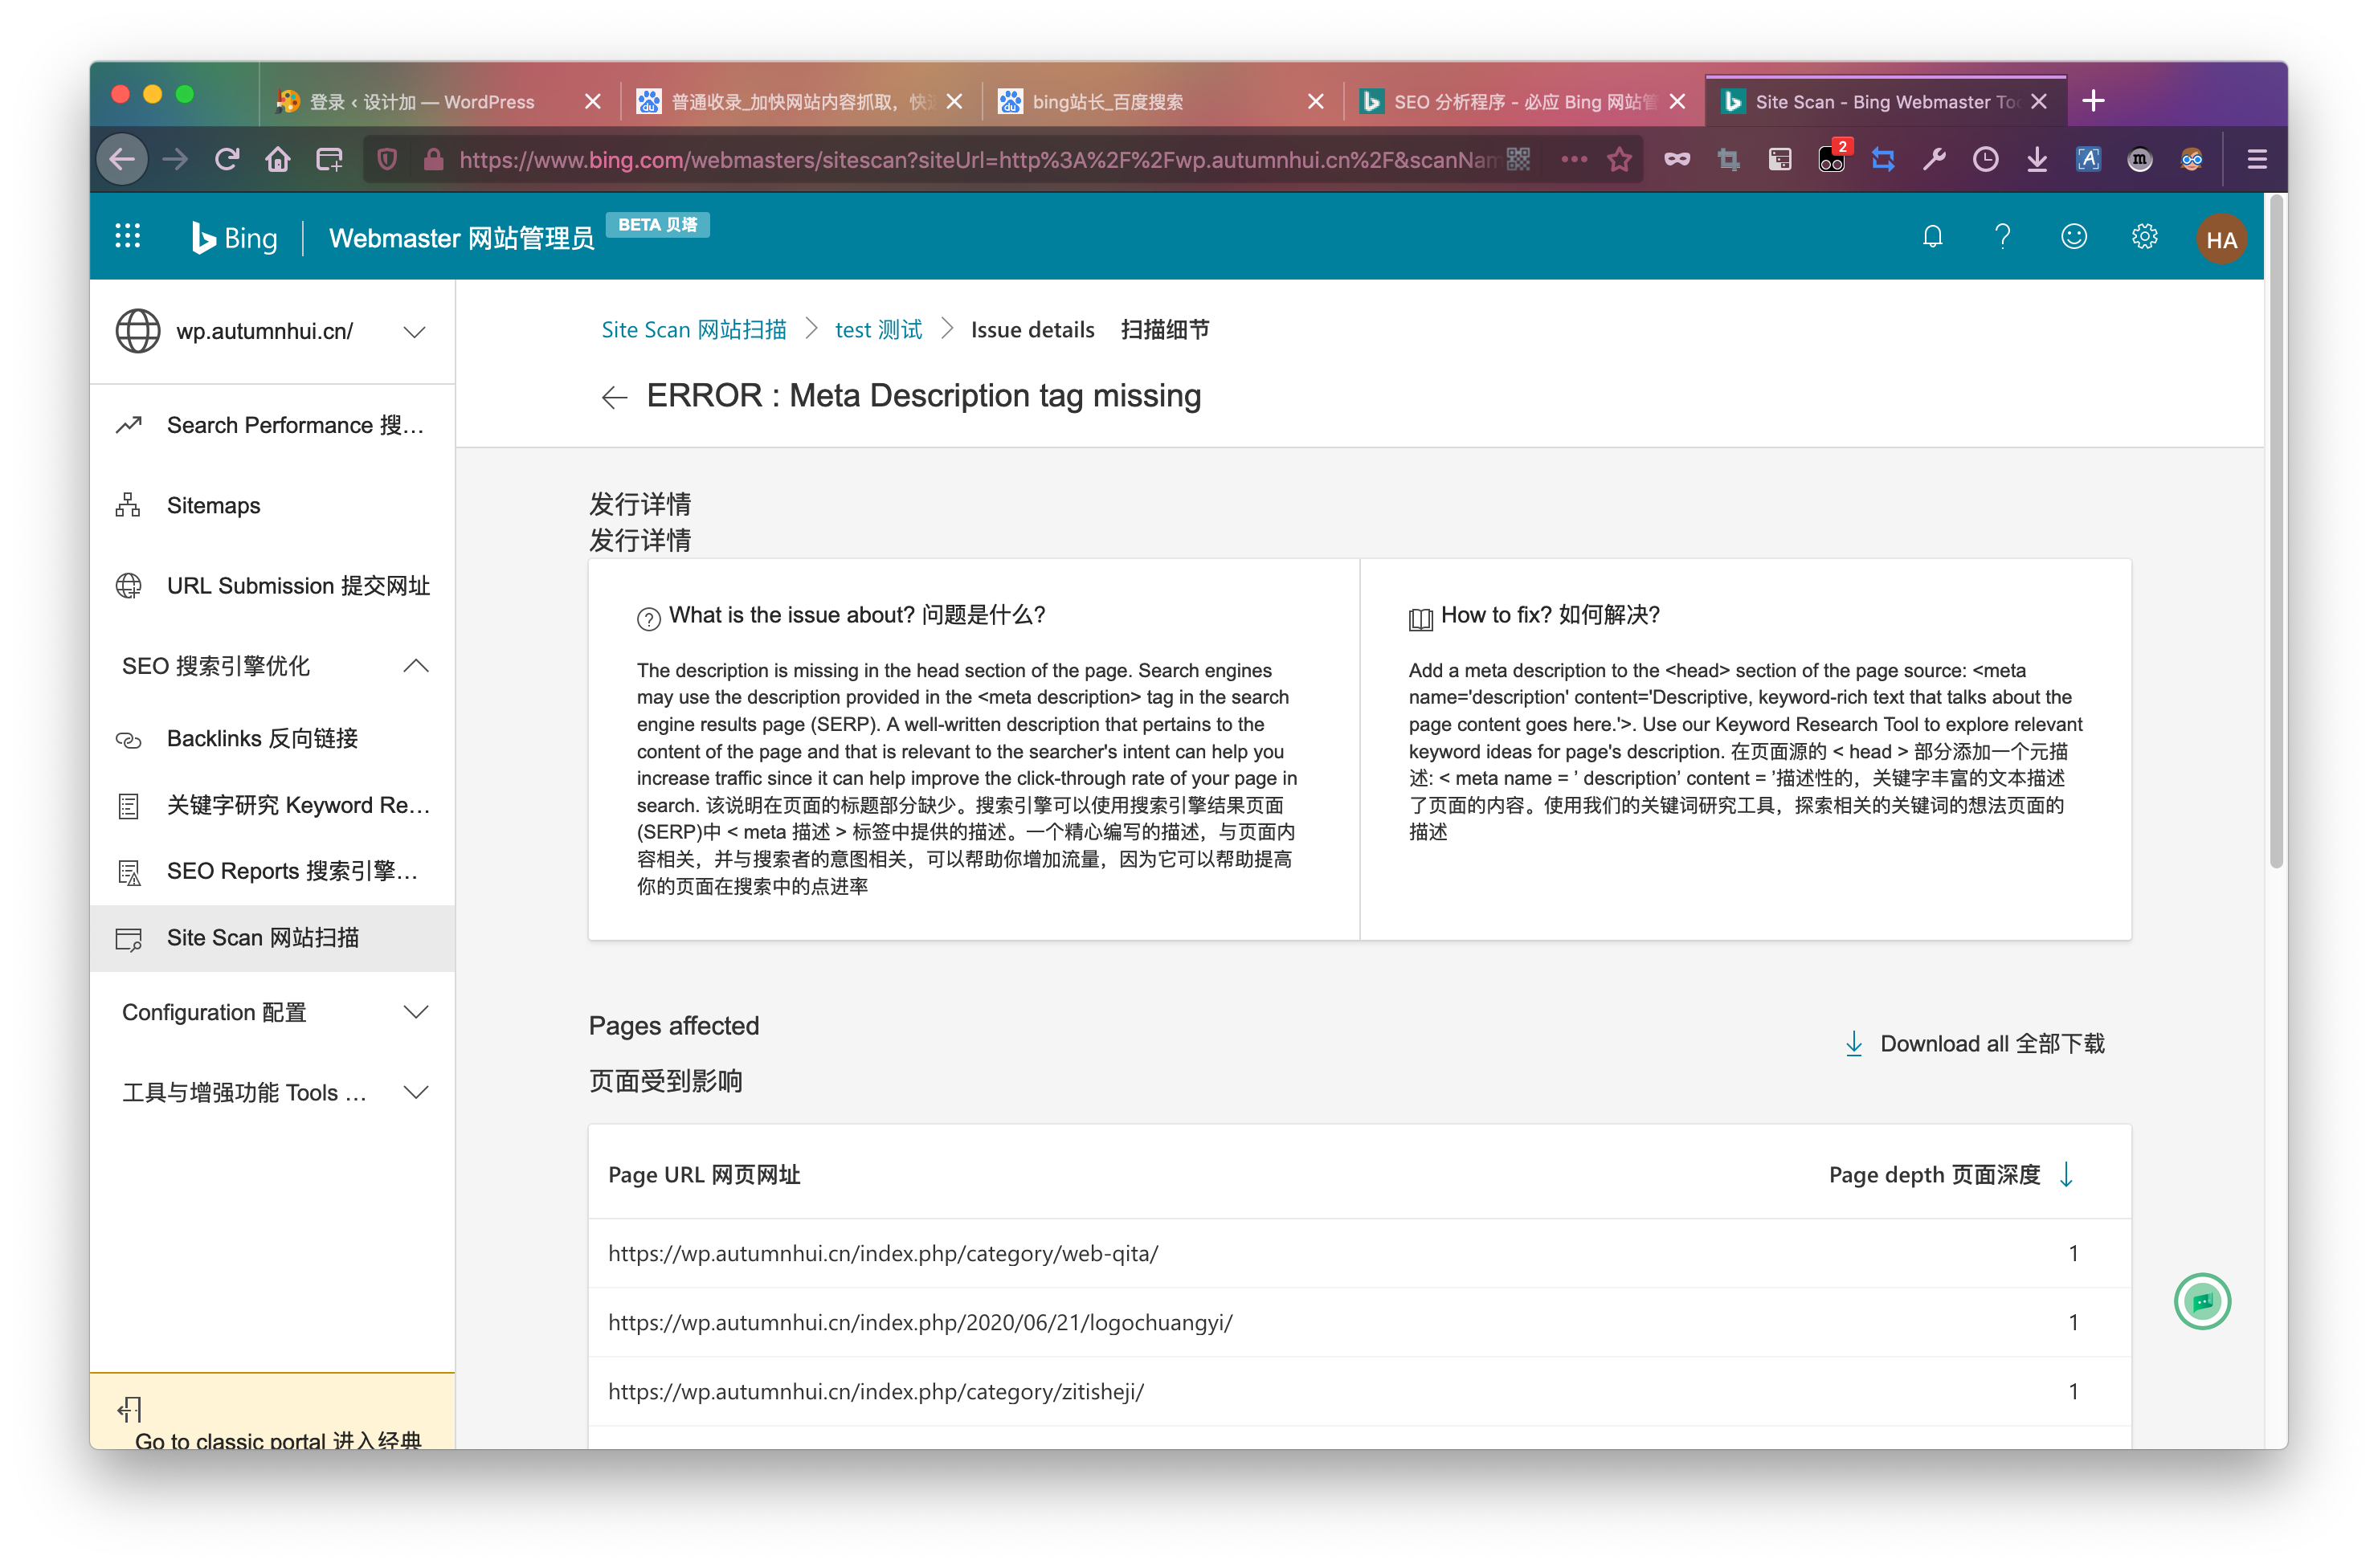 登录 ‹ 设计加 — WordPress
普通收录_加快网站内容抓取，快
bing站长_百度搜索
SEO 分析程序 - 必应 Bing 网站管
Site Scan - Bing Webmaster To
https://www.bing.com/webmasters/sitescan?siteUrl=http%3A%2F%2Fwp.autumnhui.cn%2F&scanNam
2
Bing
Webmaster 网站管理员
BETA 贝塔
HA
wp.autumnhui.cn/
Search Performance 搜...
Sitemaps
URL Submission 提交网址
SEO 搜索引擎优化
Backlinks 反向链接
关键字研究 Keyword Re...
SEO Reports 搜索引擎...
Site Scan 网站扫描
Configuration 配置
工具与增强功能 Tools ...
Go to classic portal 进入经典
Site Scan 网站扫描 > test 测试 > Issue details 扫描细节
ERROR : Meta Description tag missing
发行详情
发行详情
What is the issue about? 问题是什么?
The description is missing in the head section of the page. Search engines
may use the description provided in the <meta description> tag in the search
engine results page (SERP). A well-written description that pertains to the
content of the page and that is relevant to the searcher's intent can help you
increase traffic since it can help improve the click-through rate of your page in
search. 该说明在页面的标题部分缺少。搜索引擎可以使用搜索引擎结果页面
(SERP)中 < meta 描述 > 标签中提供的描述。一个精心编写的描述，与页面内
容相关，并与搜索者的意图相关，可以帮助你增加流量，因为它可以帮助提高
你的页面在搜索中的点进率
How to fix? 如何解决?
Add a meta description to the <head> section of the page source: <meta
name='description' content='Descriptive, keyword-rich text that talks about the
page content goes here.'>. Use our Keyword Research Tool to explore relevant
keyword ideas for page's description. 在页面源的 < head > 部分添加一个元描
述: < meta name = ’ description’ content = ’描述性的，关键字丰富的文本描述
了页面的内容。使用我们的关键词研究工具，探索相关的关键词的想法页面的
描述
Pages affected
页面受到影响
Download all 全部下载
Page URL 网页网址
Page depth 页面深度
https://wp.autumnhui.cn/index.php/category/web-qita/
1
https://wp.autumnhui.cn/index.php/2020/06/21/logochuangyi/
1
https://wp.autumnhui.cn/index.php/category/zitisheji/
1